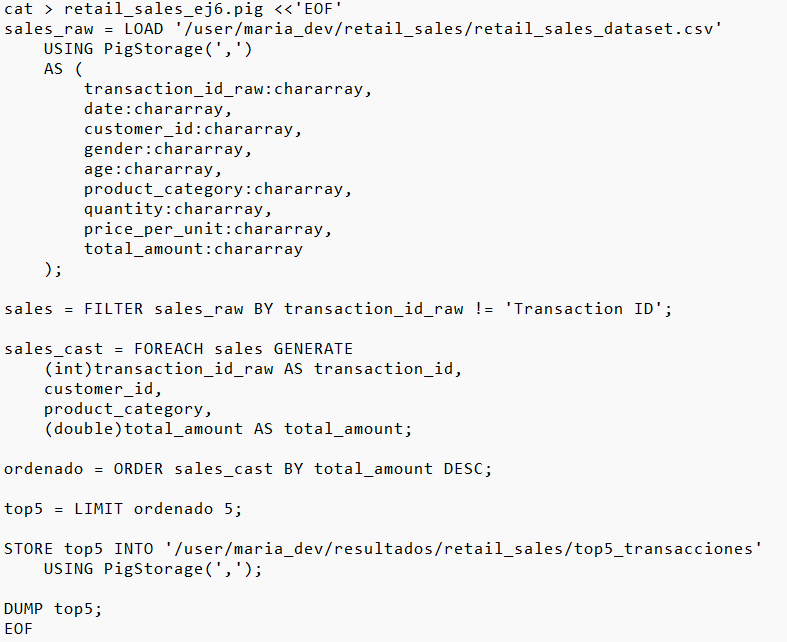 cat > retail_sales_ej6.pig <<'EOF'
sales_raw = LOAD '/user/maria_dev/retail_sales/retail_sales_dataset.csv'
    USING PigStorage(',')
    AS (
        transaction_id_raw:chararray,
        date:chararray,
        customer_id:chararray,
        gender:chararray,
        age:chararray,
        product_category:chararray,
        quantity:chararray,
        price_per_unit:chararray,
        total_amount:chararray
    );

sales = FILTER sales_raw BY transaction_id_raw != 'Transaction ID';

sales_cast = FOREACH sales GENERATE
    (int)transaction_id_raw AS transaction_id,
    customer_id,
    product_category,
    (double)total_amount AS total_amount;

ordenado = ORDER sales_cast BY total_amount DESC;

top5 = LIMIT ordenado 5;

STORE top5 INTO '/user/maria_dev/resultados/retail_sales/top5_transacciones'
    USING PigStorage(',');

DUMP top5;
EOF